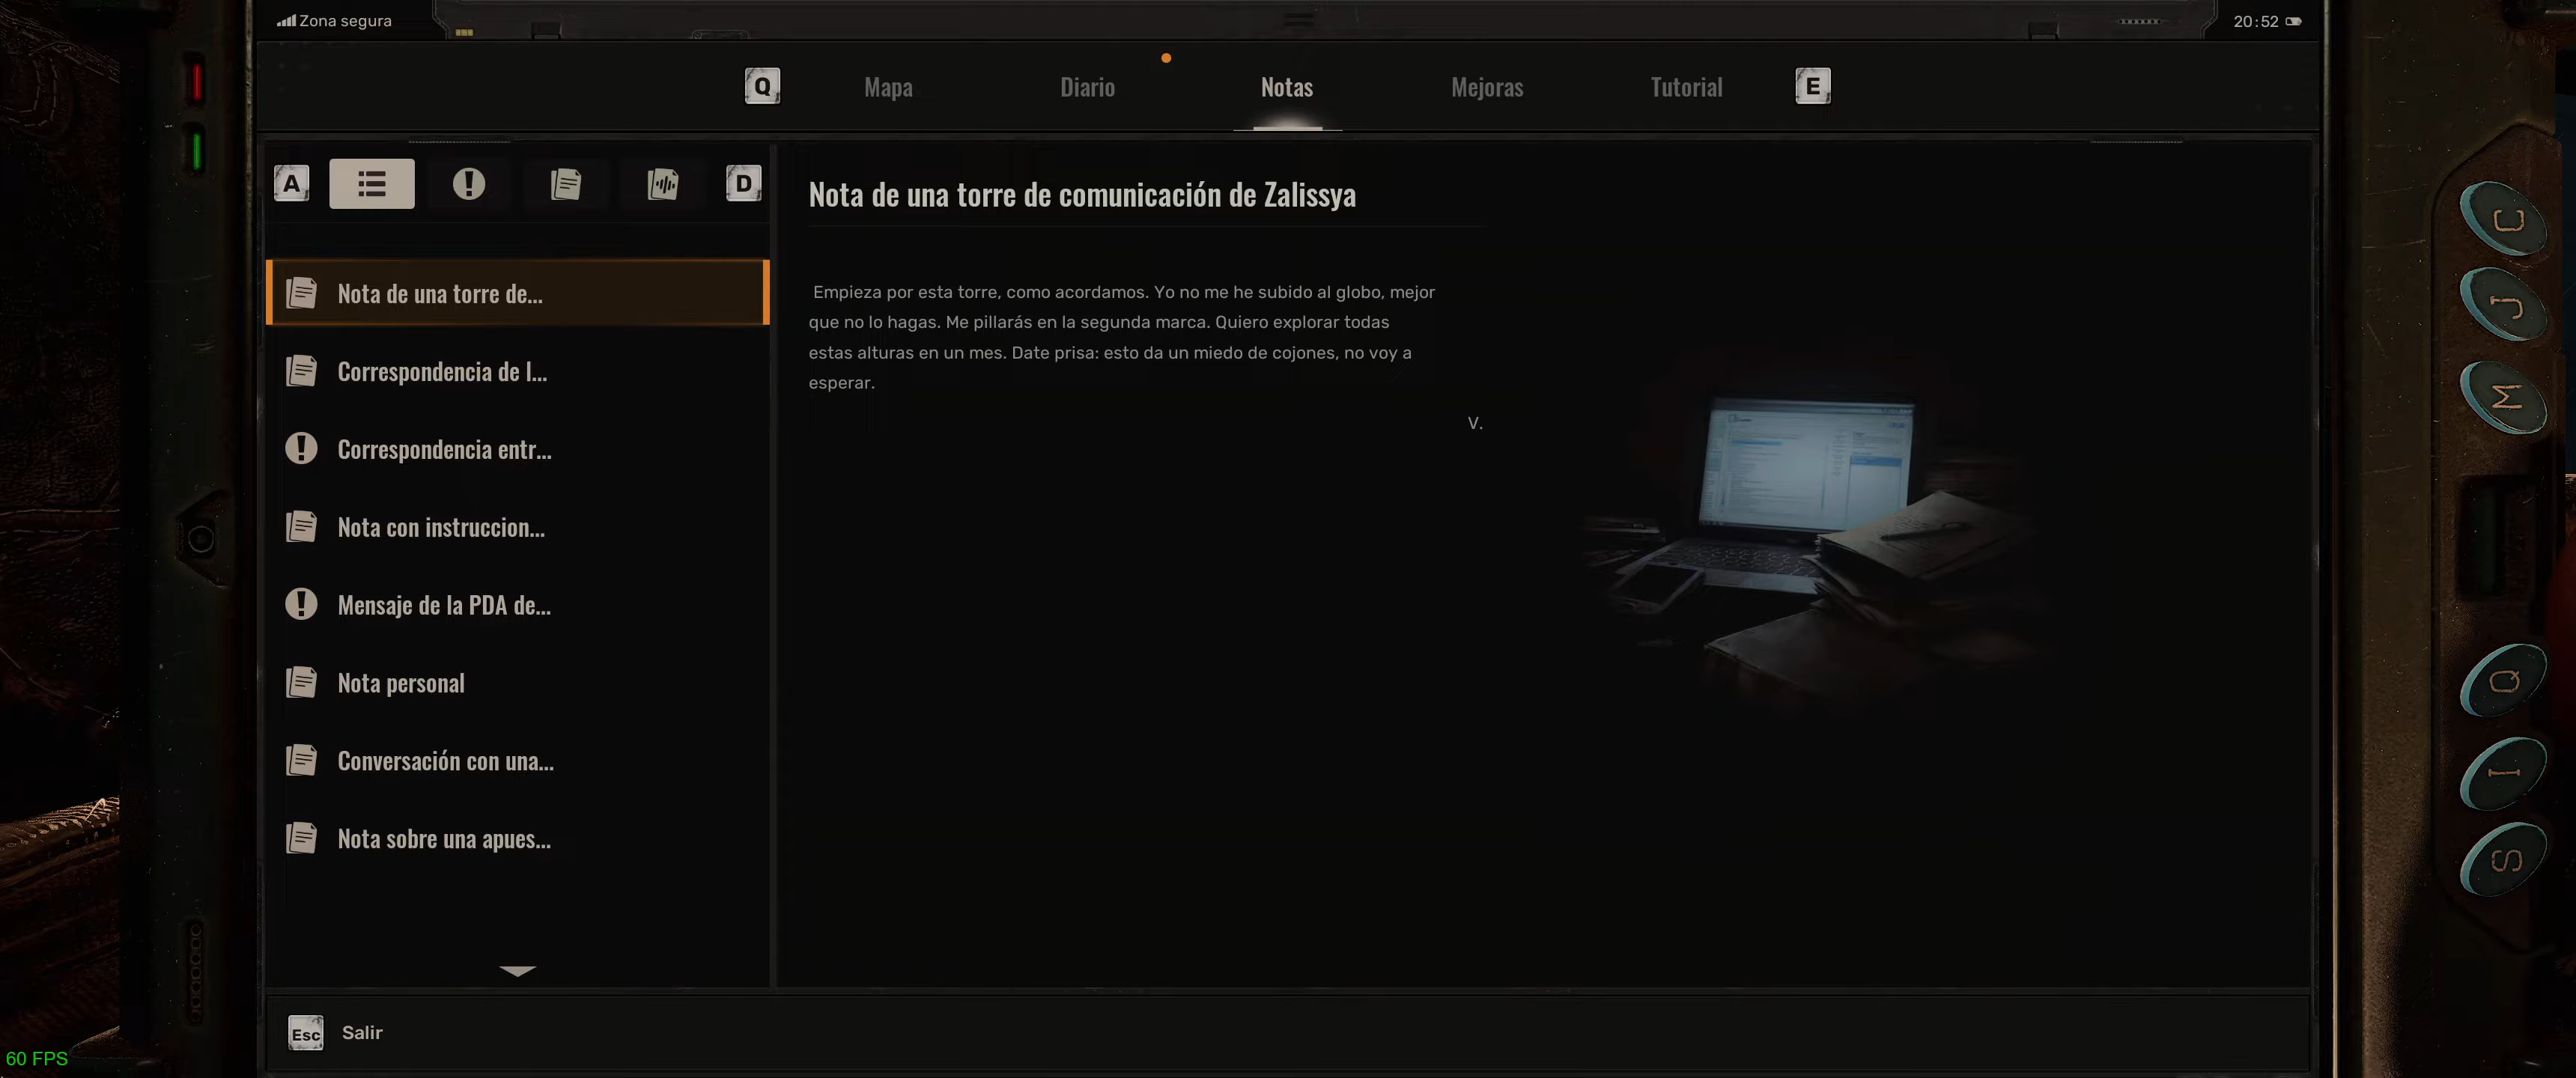 Zona segura
20:52
Q
Mapa
Diario
Notas
Mejoras
Tutorial
E
A
D
Nota de una torre de...
Correspondencia de l...
Correspondencia entr...
Nota con instruccion...
Mensaje de la PDA de...
Nota personal
Conversación con una...
Nota sobre una apues...
Nota de una torre de comunicación de Zalissya
Empieza por esta torre, como acordamos. Yo no me he subido al globo, mejor
que no lo hagas. Me pillarás en la segunda marca. Quiero explorar todas
estas alturas en un mes. Date prisa: esto da un miedo de cojones, no voy a
esperar.
V.
C
J
M
Q
I
S
Esc
Salir
60 FPS